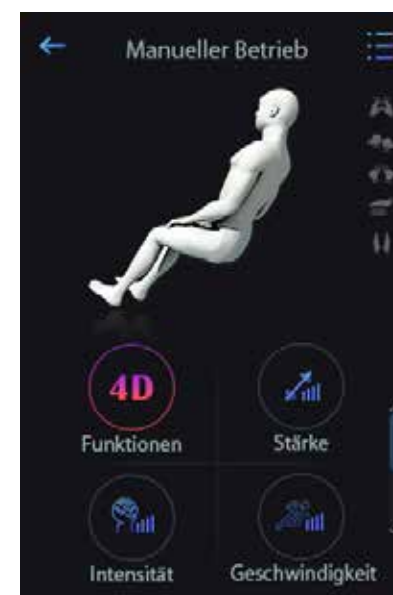 Manueller Betrieb
4D
Funktionen
Stärke
Intensität
Geschwindigkeit